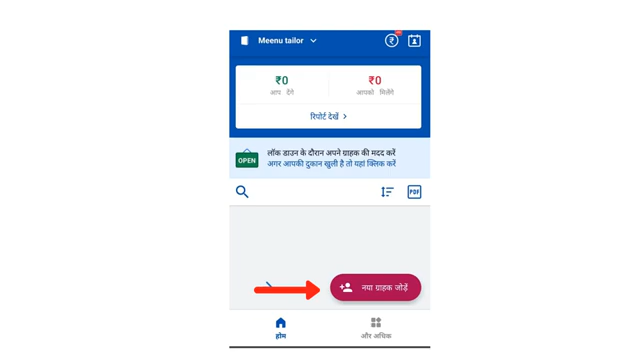 Meenu tailor
₹0
आप देंगे
₹0
आपको मिलेंगे
रिपोर्ट देखें
OPEN
लॉक डाउन के दौरान अपने ग्राहक की मदद करें
अगर आपकी दुकान खुली है तो यहां क्लिक करें
PDF
नया ग्राहक जोड़ें
होम
और अधिक